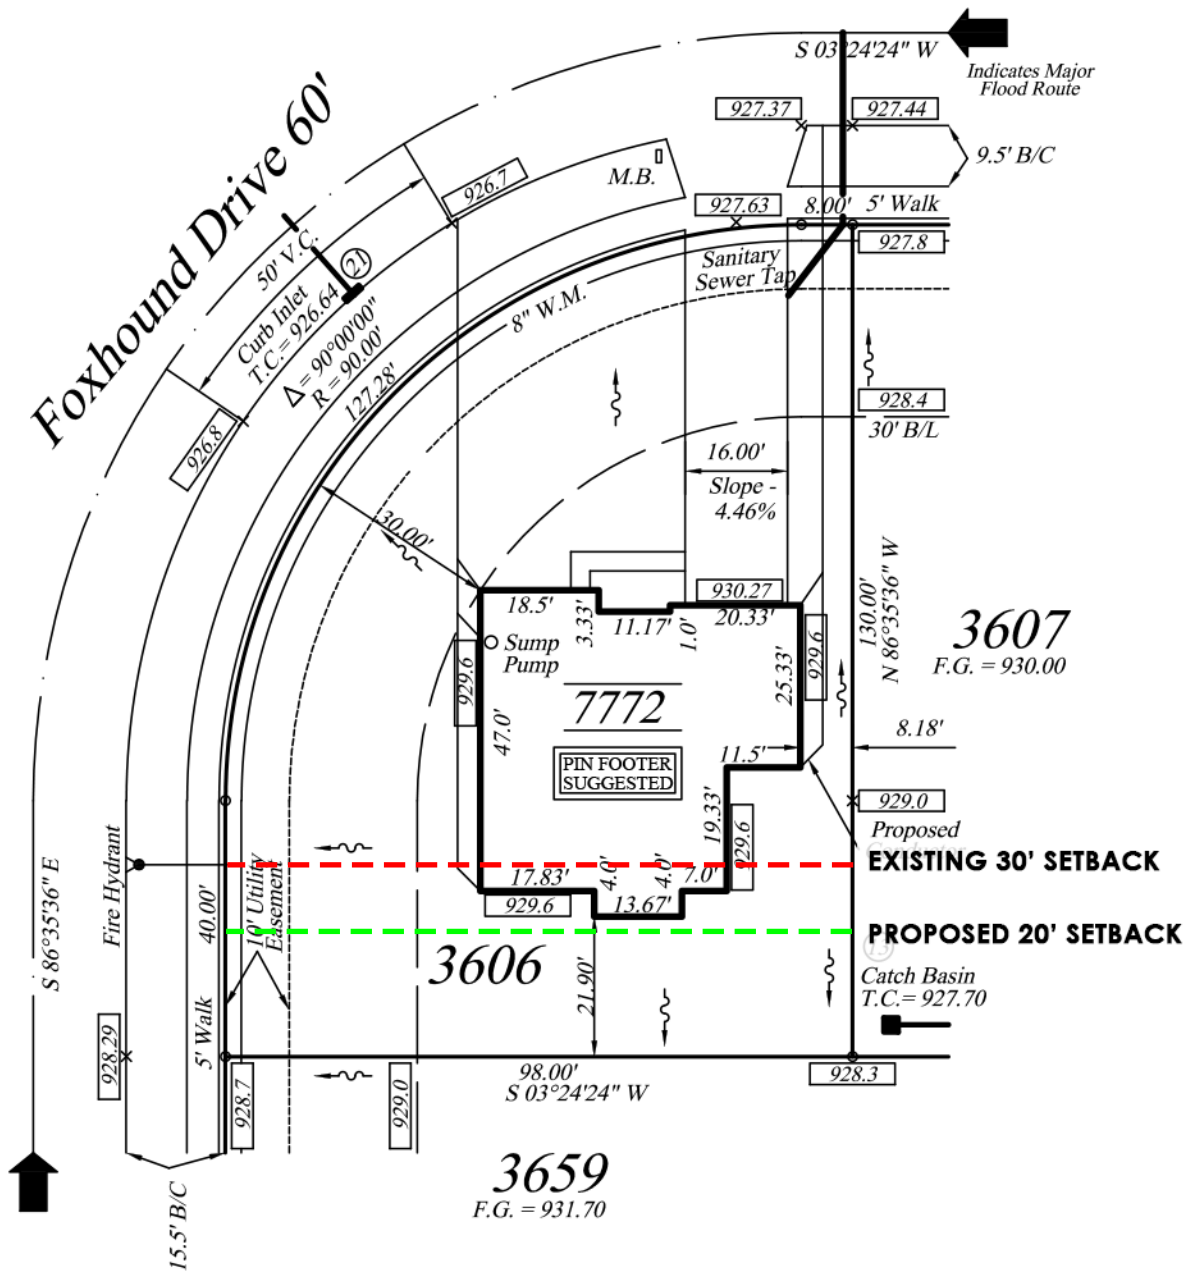 S 03°24'24" W
Indicates Major
Flood Route
Foxhound Drive 60'
927.37
927.44
9.5' B/C
926.7
M.B.
927.63
8.00'
5' Walk
927.8
50' V.C.
Curb Inlet
T.C.= 926.64
21
Δ = 90°00'00"
R = 90.00'
127.28'
8" W.M.
Sanitary
Sewer Tap
926.8
928.4
30' B/L
16.00'
Slope -
4.46%
30.00'
18.5'
3.33'
11.17'
1.0'
930.27
20.33'
Sump
Pump
929.6
47.0'
25.33'
929.6
130.00'
N 86°35'36" W
3607
F.G. = 930.00
7772
PIN FOOTER
SUGGESTED
11.5'
8.18'
19.33'
929.6
929.0
Proposed
EXISTING 30' SETBACK
Fire Hydrant
S 86°35'36" E
40.00'
10' Utility
Easement
17.83'
4.0'
4.0'
7.0'
929.6
13.67'
PROPOSED 20' SETBACK
13
3606
21.90'
Catch Basin
T.C.= 927.70
5' Walk
928.29
98.00'
S 03°24'24" W
928.3
928.7
929.0
15.5' B/C
3659
F.G. = 931.70